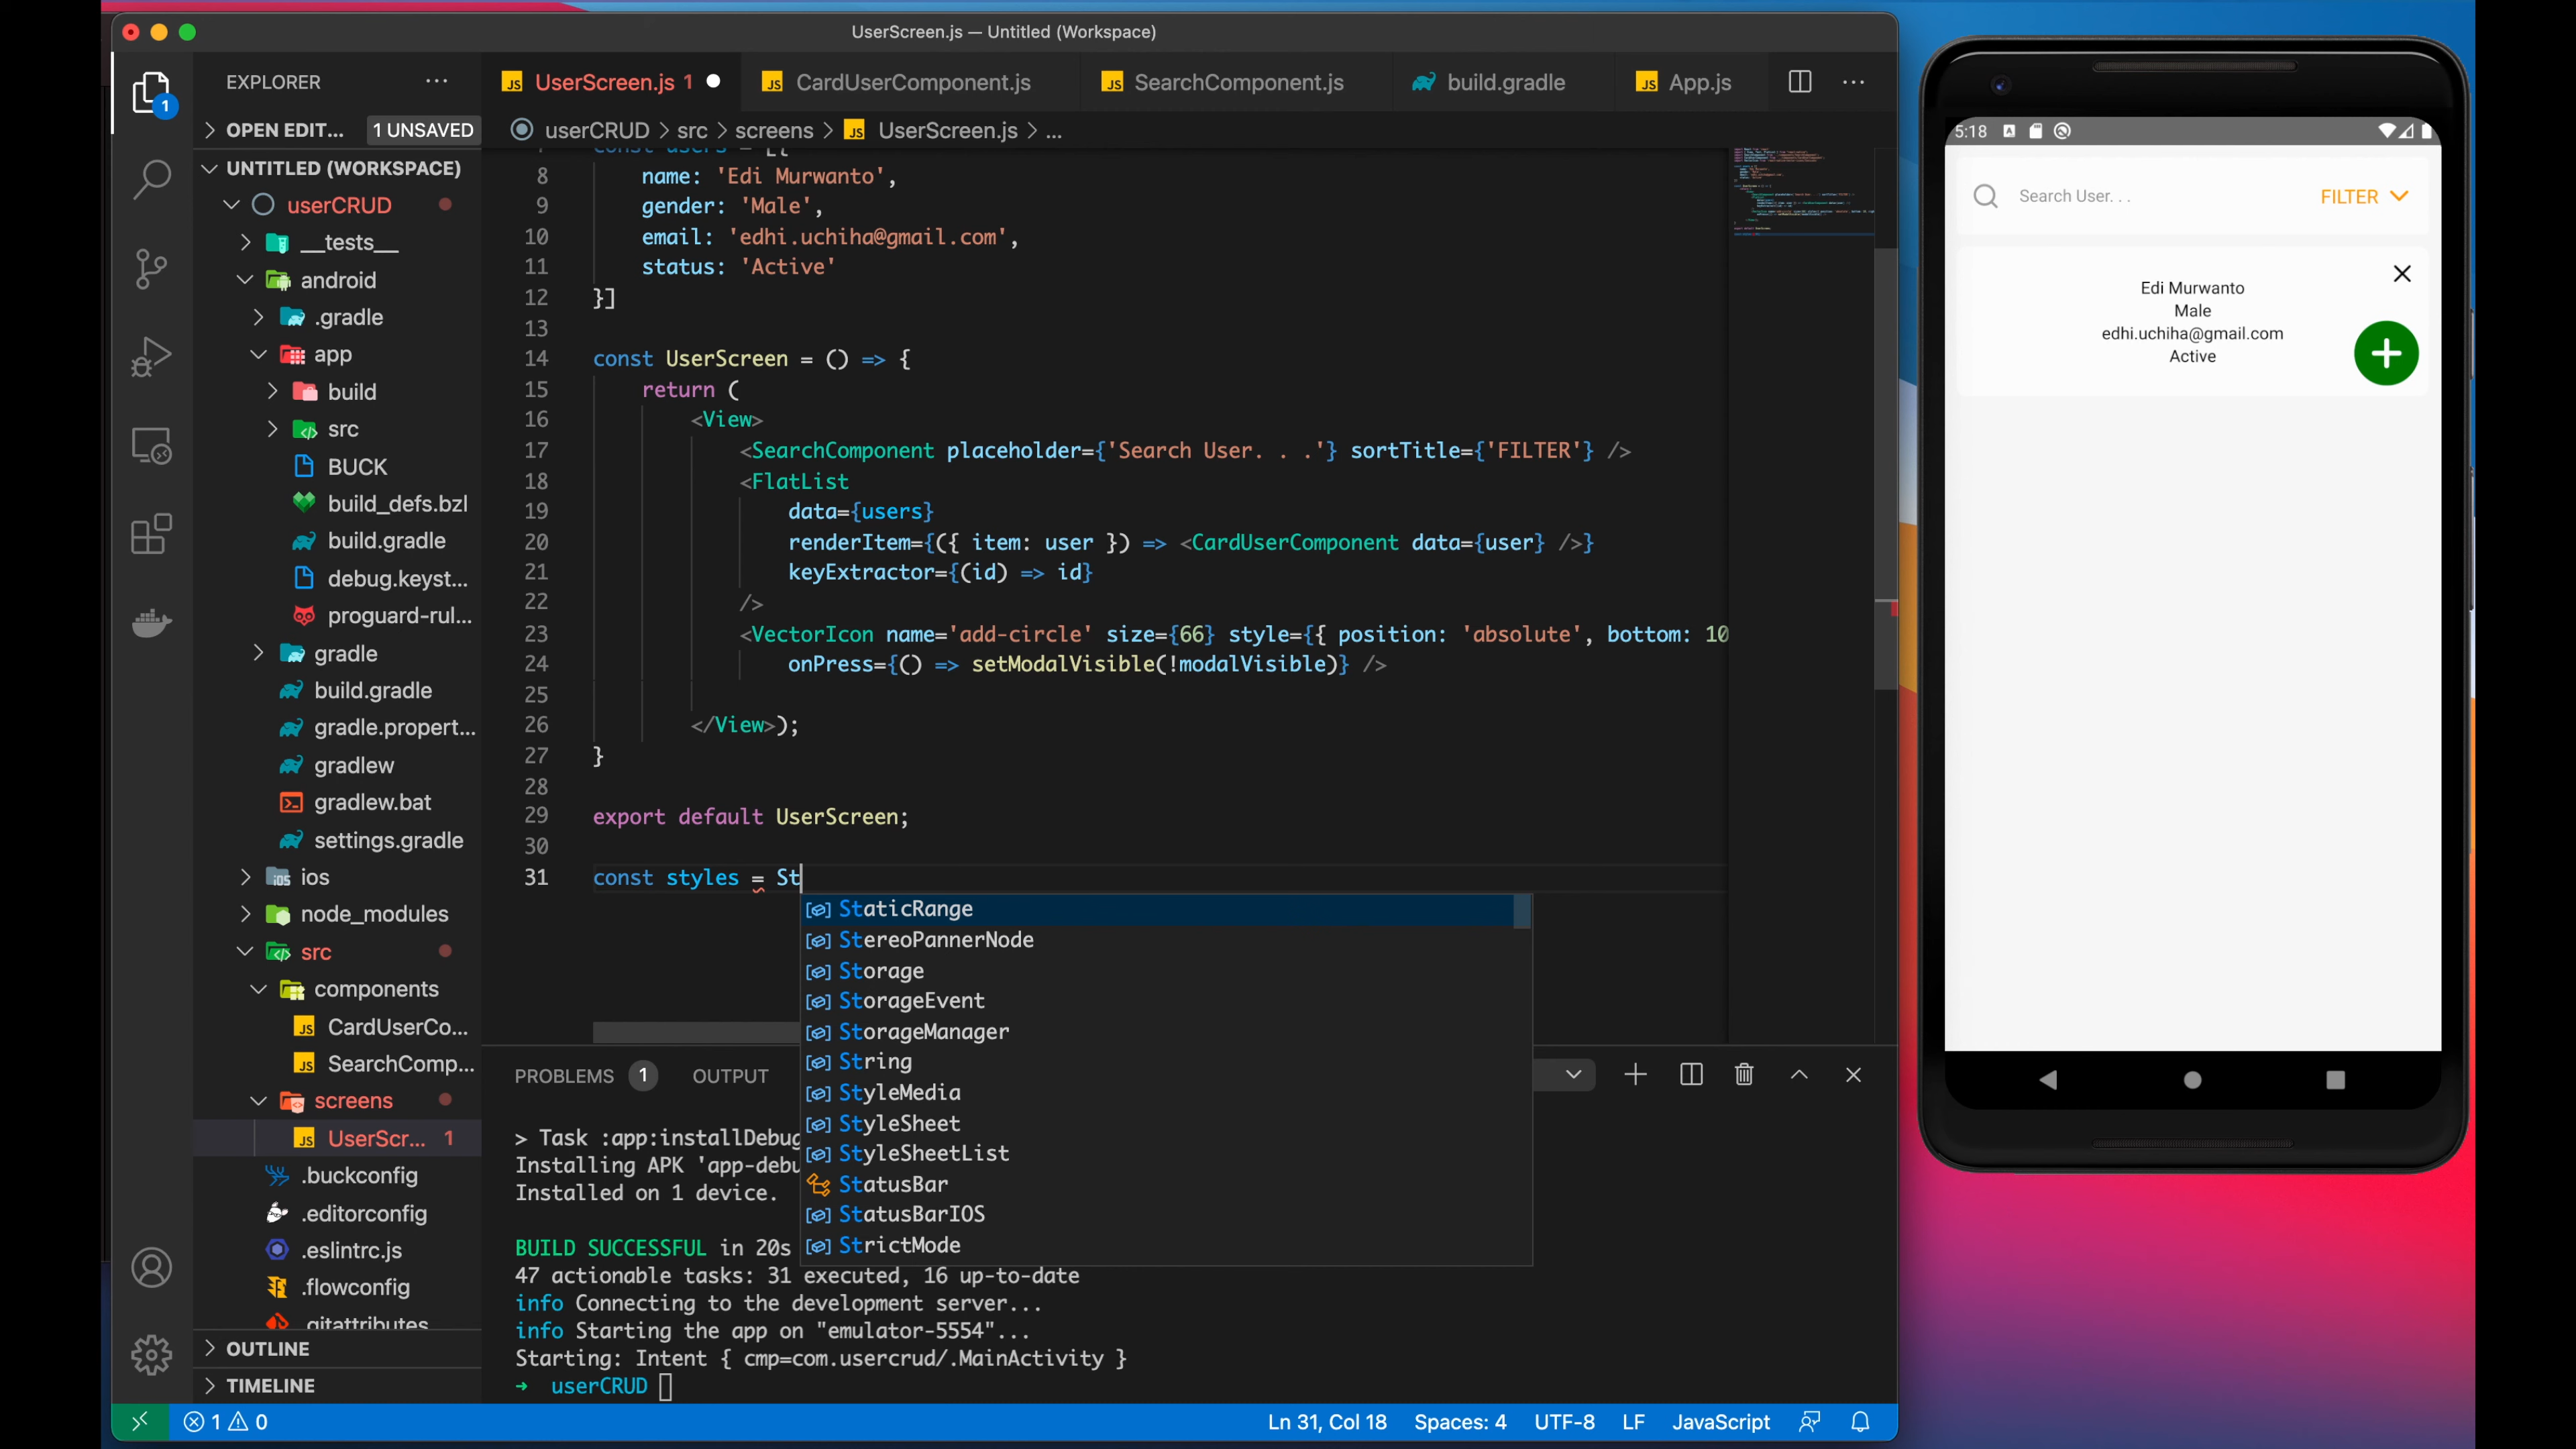 UserScreen.js — Untitled (Workspace)
EXPLORER
UserScreen.js 1
CardUserComponent.js
SearchComponent.js
build.gradle
App.js
OPEN EDIT...
1 UNSAVED
userCRUD > src > screens > JS UserScreen.js > ...
UNTITLED (WORKSPACE)
userCRUD
__tests__
android
.gradle
app
build
src
BUCK
build_defs.bzl
build.gradle
debug.keyst...
proguard-rul...
gradle
build.gradle
gradle.propert...
gradlew
gradlew.bat
settings.gradle
ios
node_modules
src
components
CardUserCo...
SearchComp...
screens
UserScr... 1
.buckconfig
.editorconfig
.eslintrc.js
.flowconfig
.gitattributes
OUTLINE
TIMELINE
const users = [{
8 name: 'Edi Murwanto',
9 gender: 'Male',
10 email: 'edhi.uchiha@gmail.com',
11 status: 'Active'
12 }]
13
14 const UserScreen = () => {
15 return (
16 <View>
17 <SearchComponent placeholder={'Search User. . .'} sortTitle={'FILTER'} />
18 <FlatList
19 data={users}
20 renderItem={({ item: user }) => <CardUserComponent data={user} />}
21 keyExtractor={(id) => id}
22 />
23 <VectorIcon name='add-circle' size={66} style={{ position: 'absolute', bottom: 10
24 onPress={() => setModalVisible(!modalVisible)} />
25
26 </View>);
27 }
28
29 export default UserScreen;
30
31 const styles = St
StaticRange
StereoPannerNode
Storage
StorageEvent
StorageManager
String
StyleMedia
StyleSheet
StyleSheetList
StatusBar
StatusBarIOS
StrictMode
PROBLEMS 1 OUTPUT
> Task :app:installDebug
Installing APK 'app-debu
Installed on 1 device.
BUILD SUCCESSFUL in 20s
47 actionable tasks: 31 executed, 16 up-to-date
info Connecting to the development server...
info Starting the app on "emulator-5554"...
Starting: Intent { cmp=com.usercrud/.MainActivity }
→ userCRUD
1 0
Ln 31, Col 18 Spaces: 4 UTF-8 LF JavaScript
5:18
Search User. . .
FILTER
Edi Murwanto
Male
edhi.uchiha@gmail.com
Active